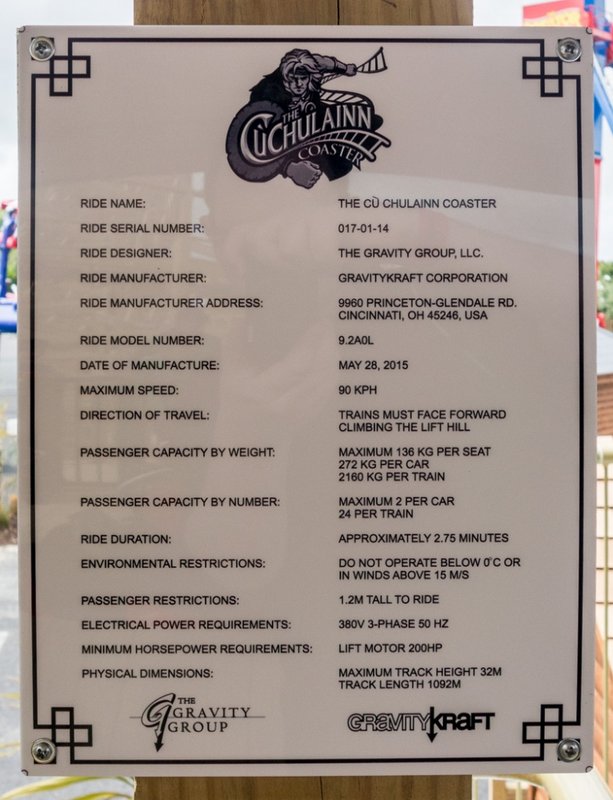 THE
CÚCHULAINN
COASTER
RIDE NAME: THE CÙ CHULAINN COASTER
RIDE SERIAL NUMBER: 017-01-14
RIDE DESIGNER: THE GRAVITY GROUP, LLC.
RIDE MANUFACTURER: GRAVITYKRAFT CORPORATION
RIDE MANUFACTURER ADDRESS: 9960 PRINCETON-GLENDALE RD.
CINCINNATI, OH 45246, USA
RIDE MODEL NUMBER: 9.2A0L
DATE OF MANUFACTURE: MAY 28, 2015
MAXIMUM SPEED: 90 KPH
DIRECTION OF TRAVEL: TRAINS MUST FACE FORWARD
CLIMBING THE LIFT HILL
PASSENGER CAPACITY BY WEIGHT: MAXIMUM 136 KG PER SEAT
272 KG PER CAR
2160 KG PER TRAIN
PASSENGER CAPACITY BY NUMBER: MAXIMUM 2 PER CAR
24 PER TRAIN
RIDE DURATION: APPROXIMATELY 2.75 MINUTES
ENVIRONMENTAL RESTRICTIONS: DO NOT OPERATE BELOW 0°C OR
IN WINDS ABOVE 15 M/S
PASSENGER RESTRICTIONS: 1.2M TALL TO RIDE
ELECTRICAL POWER REQUIREMENTS: 380V 3-PHASE 50 HZ
MINIMUM HORSEPOWER REQUIREMENTS: LIFT MOTOR 200HP
PHYSICAL DIMENSIONS: MAXIMUM TRACK HEIGHT 32M
TRACK LENGTH 1092M
THE
GRAVITY
GROUP
GRAVITYKRAFT